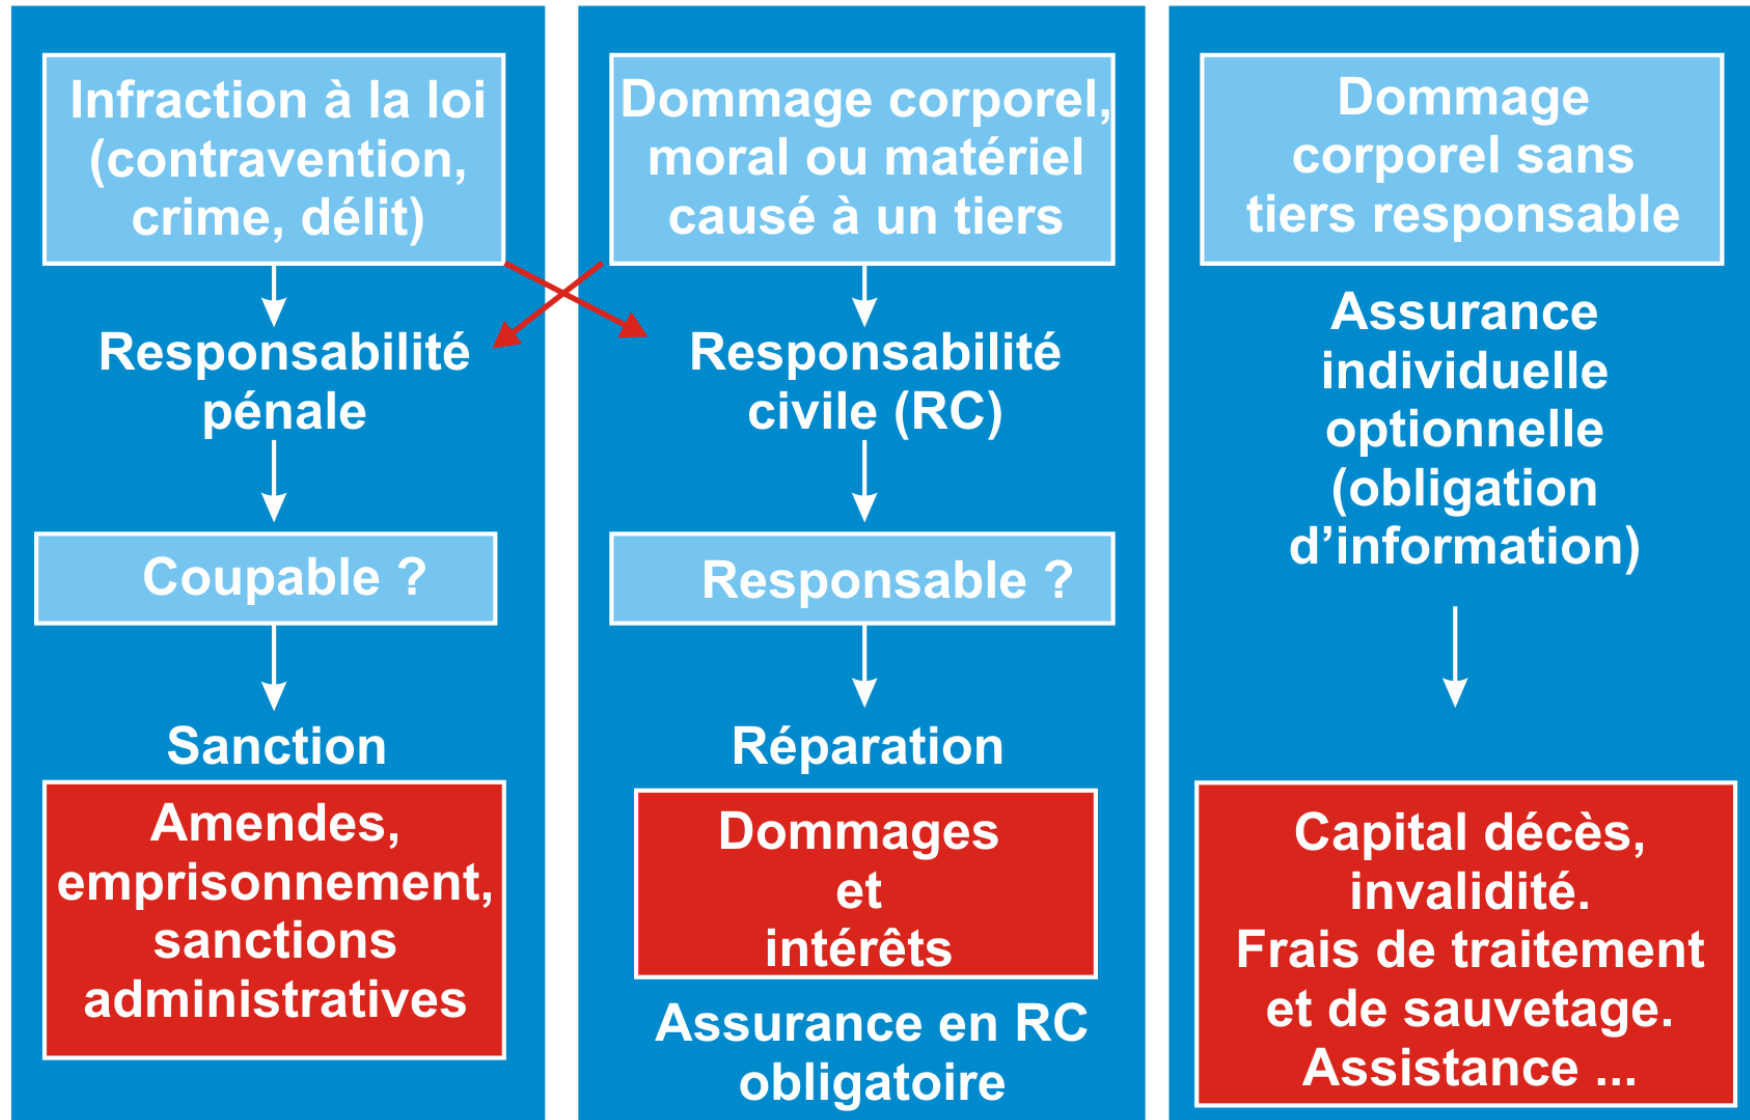 Infraction à la loi
(contravention,
crime, délit)
Responsabilité
pénale
Coupable ?
Sanction
Amendes,
emprisonnement,
sanctions
administratives
Dommage corporel,
moral ou matériel
causé à un tiers
Responsabilité
civile (RC)
Responsable ?
Réparation
Dommages
et
intérêts
Assurance en RC
obligatoire
Dommage
corporel sans
tiers responsable
Assurance
individuelle
optionnelle
(obligation
d’information)
Capital décès,
invalidité.
Frais de traitement
et de sauvetage.
Assistance ...